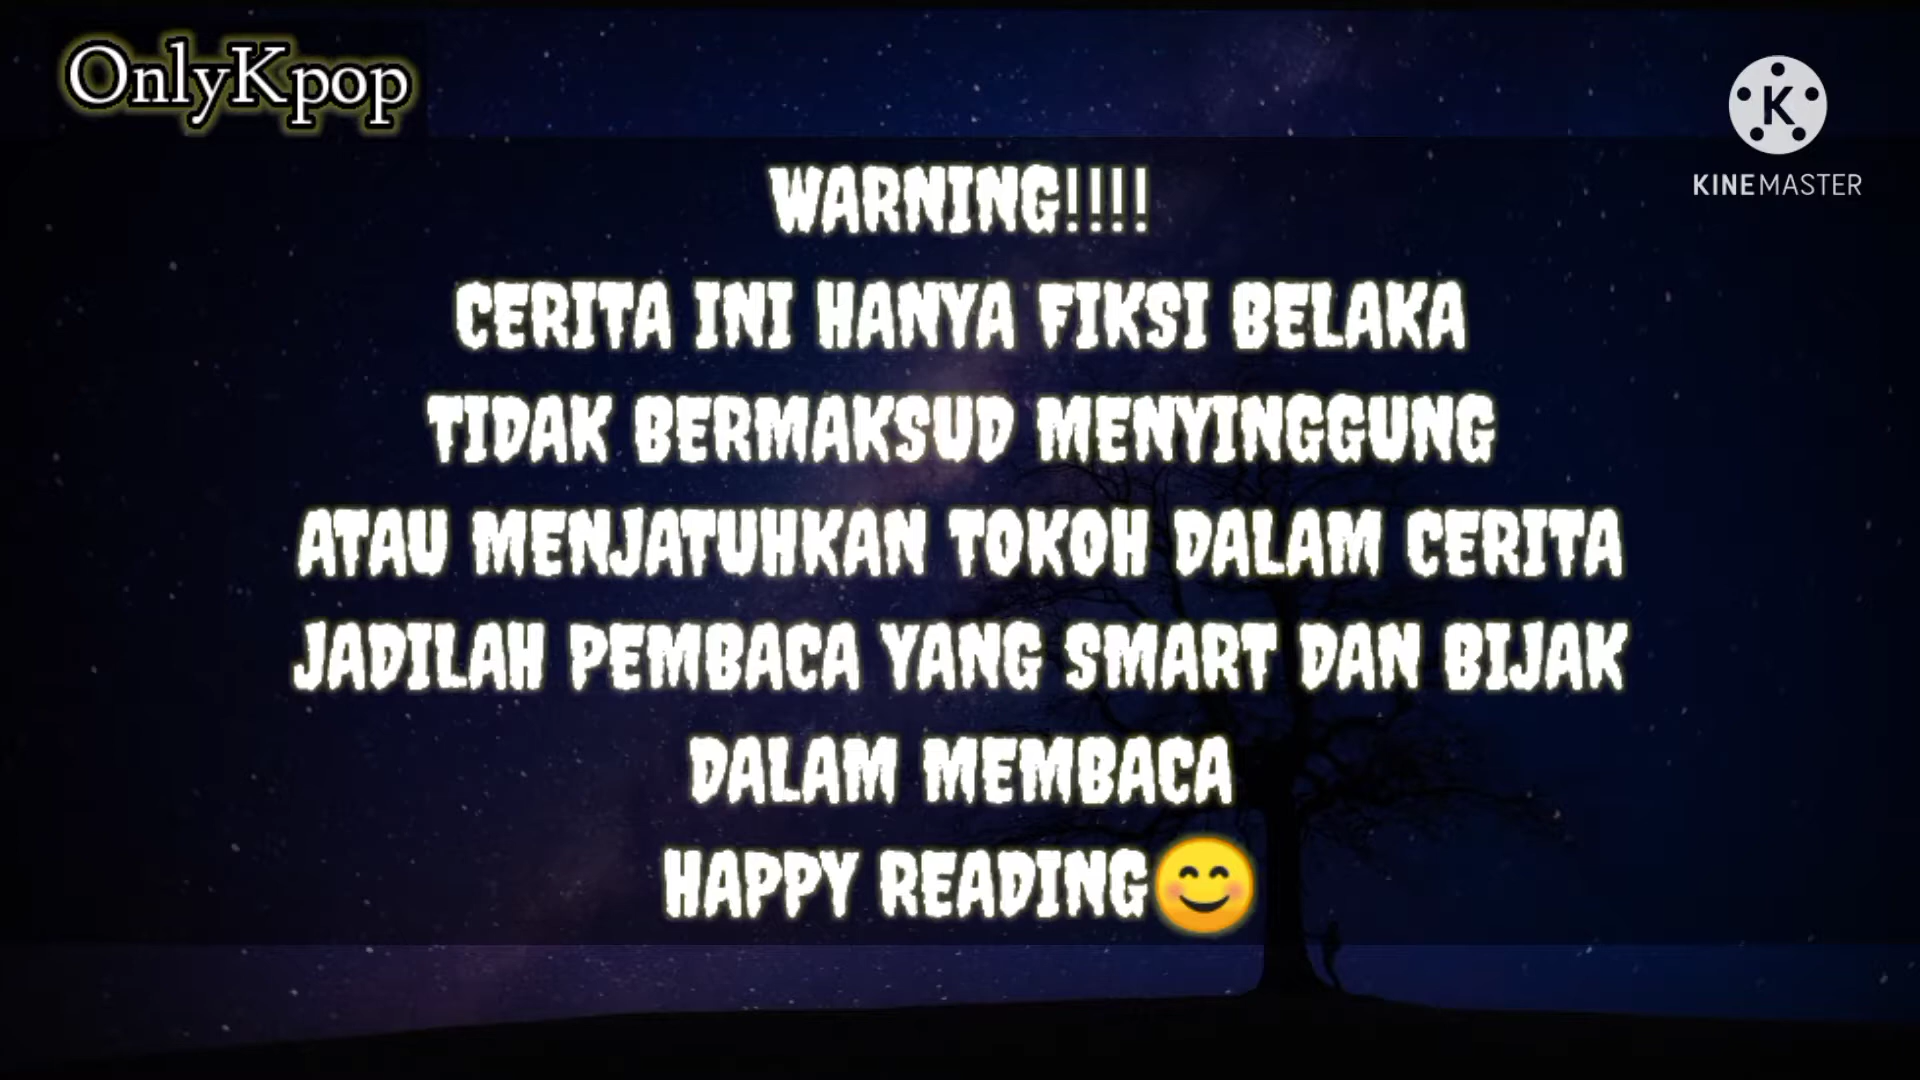 OnlyKpop
K
KINEMASTER
WARNING!!!!
CERITA INI HANYA FIKSI BELAKA
TIDAK BERMAKSUD MENYINGGUNG
ATAU MENJATUHKAN TOKOH DALAM CERITA
JADILAH PEMBACA YANG SMART DAN BIJAK
DALAM MEMBACA
HAPPY READING😊